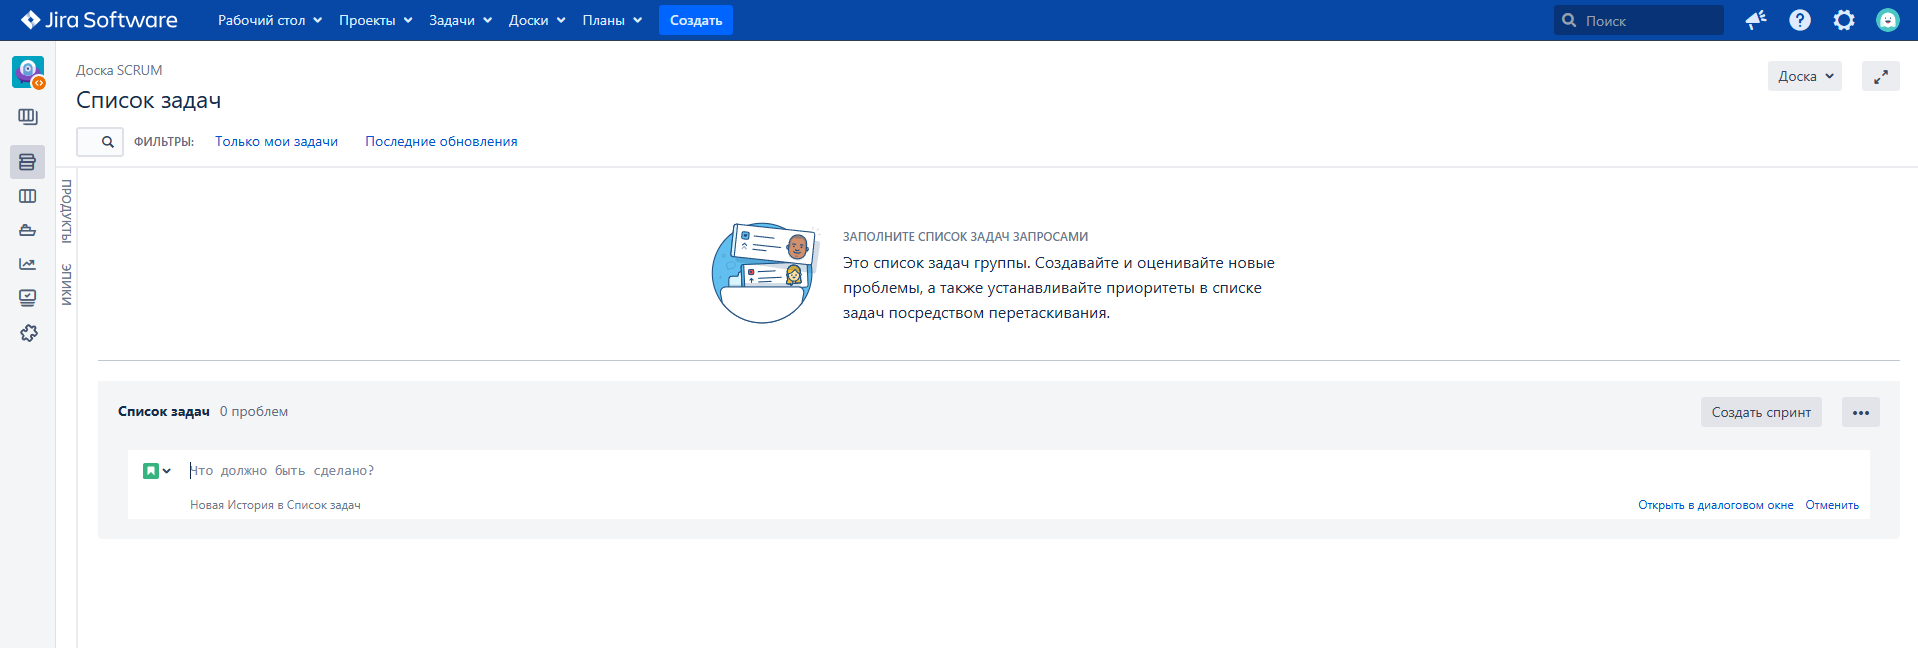 Jira Software Рабочий стол Проекты Задачи Доски Планы Создать Поиск
Доска SCRUM
Доска
Список задач
ФИЛЬТРЫ: Только мои задачи Последние обновления
ПРОДУКТЫ
ЭПИКИ
ЗАПОЛНИТЕ СПИСОК ЗАДАЧ ЗАПРОСАМИ
Это список задач группы. Создавайте и оценивайте новые
проблемы, а также устанавливайте приоритеты в списке
задач посредством перетаскивания.
Список задач 0 проблем Создать спринт
Что должно быть сделано?
Новая История в Список задач Открыть в диалоговом окне Отменить